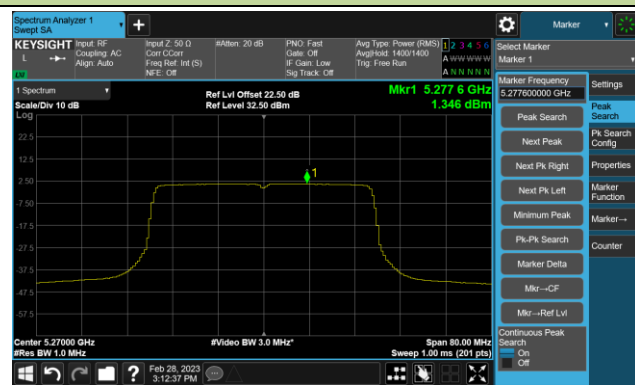 Spectrum Analyzer 1
Swept SA
KEYSIGHT
L
LW
Input: RF
Coupling: AC
Align: Auto
Input Z: 50 Ω
Corr CCorr
Freq Ref: Int (S)
NFE: Off
#Atten: 20 dB
PNO: Fast
Gate: Off
IF Gain: Low
Sig Track: Off
Avg Type: Power (RMS)
Avg|Hold: 1400/1400
Trig: Free Run
1 2 3 4 5 6
A W W W W W
A N N N N N
1 Spectrum
Scale/Div 10 dB
Ref Lvl Offset 22.50 dB
Ref Level 32.50 dBm
Mkr1 5.277 6 GHz
1.346 dBm
Log
22.5
12.5
2.50
-7.50
-17.5
-27.5
-37.5
-47.5
-57.5
1
Center 5.27000 GHz
#Res BW 1.0 MHz
#Video BW 3.0 MHz*
Span 80.00 MHz
Sweep 1.00 ms (201 pts)
Feb 28, 2023
3:12:37 PM
Marker
Select Marker
Marker 1
Marker Frequency
5.277600000 GHz
Peak Search
Next Peak
Next Pk Right
Next Pk Left
Minimum Peak
Pk-Pk Search
Marker Delta
Mkr→CF
Mkr→Ref Lvl
Continuous Peak
Search
On
Off
Settings
Peak
Search
Pk Search
Config
Properties
Marker
Function
Marker→
Counter